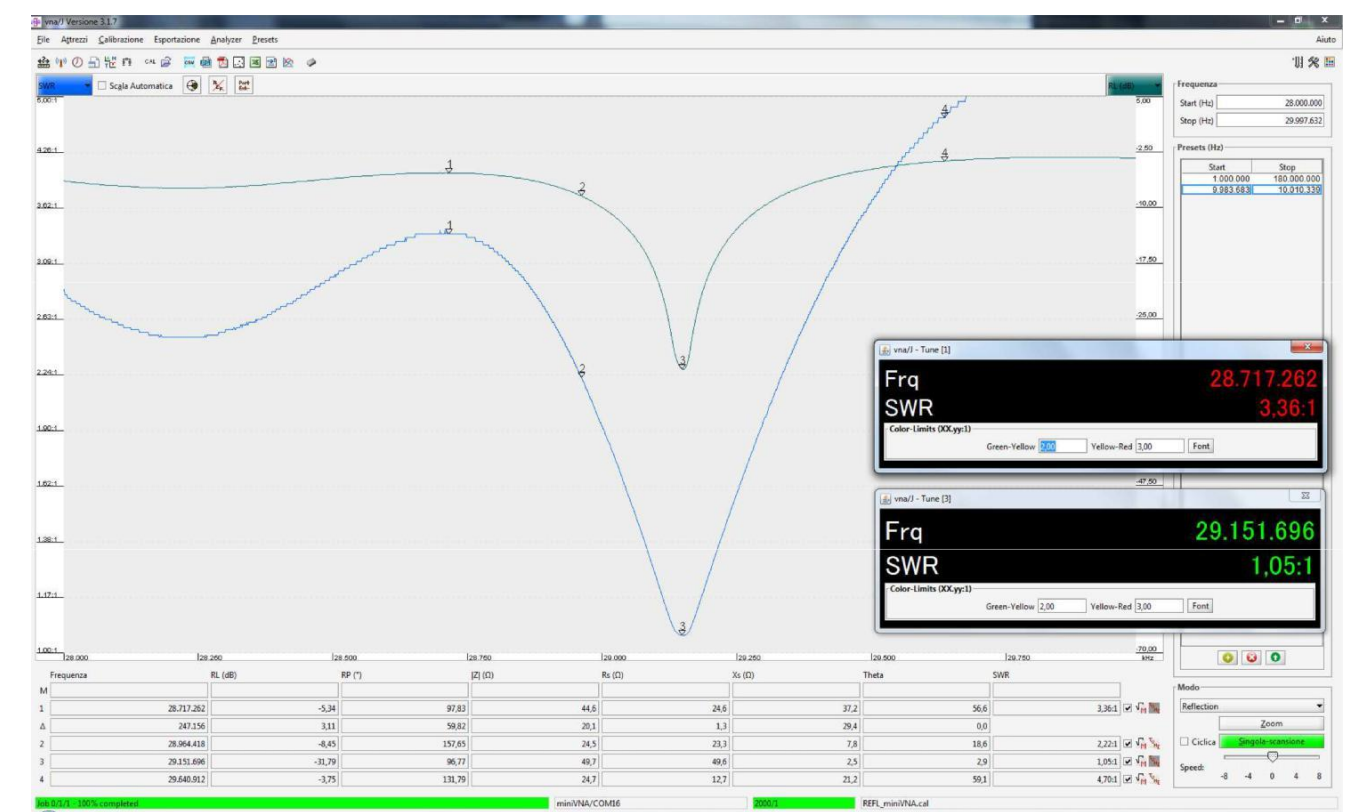 vna/J Versione 3.1.?
File Attrezzi Calibrazione Esportazione Analyzer Presets Aiuto
CAL CSV
SWR Scala Automatica RL (dB)
Frequenza
Start (Hz) 28.000.000
Stop (Hz) 29.997.632
Presets (Hz)
Start Stop
1.000.000 180.000.000
9.983.683 10.010.339
4.26:1 -2,50
3.62:1 -10,00
3.09:1 -17,50
2.63:1 -25,00
2.24:1
1.90:1
1.62:1 -47,50
1.38:1
1.17:1
1.00:1 -70,00
5,00
1
2
3
4
1
2
3
4
vna/J - Tune [1]
Frq 28.717.262
SWR 3,36:1
Color-Limits (XX.yy:1)
Green-Yellow 2,00 Yellow-Red 3,00 Font
vna/J - Tune [3]
Frq 29.151.696
SWR 1,05:1
Color-Limits (XX.yy:1)
Green-Yellow 2,00 Yellow-Red 3,00 Font
28.000 28.250 28.500 28.750 29.000 29.250 29.500 29.750 kHz
Frequenza RL (dB) RP (°) |Z| (Ω) Rs (Ω) Xs (Ω) Theta SWR
M
1 28.717.262 -5,34 97,83 44,6 24,6 37,2 56,6 3,36:1
Δ 247.156 3,11 59,82 20,1 1,3 29,4 0,0
2 28.964.418 -8,45 157,65 24,5 23,3 7,8 18,6 2,22:1
3 29.151.696 -31,79 96,77 49,7 49,6 2,5 2,9 1,05:1
4 29.640.912 -3,75 131,79 24,7 12,7 21,2 59,1 4,70:1
Modo
Reflection
Zoom
Ciclica Singola-scansione
Speed:
-8 -4 0 4 8
Job 0/1/1 - 100% completed miniVNA/COM16 2000/1 REFL_miniVNA.cal